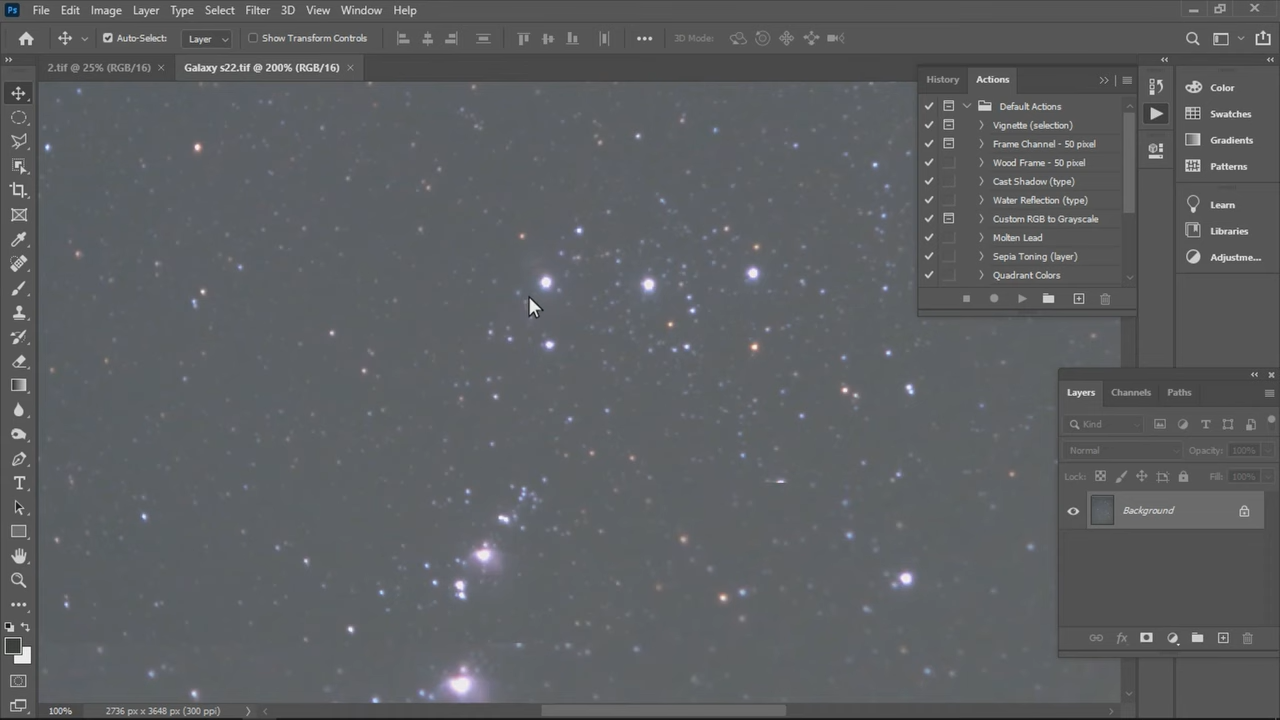 Ps File Edit Image Layer Type Select Filter 3D View Window Help
Auto-Select: Layer Show Transform Controls 3D Mode:
2.tif @ 25% (RGB/16) × Galaxy s22.tif @ 200% (RGB/16) ×
History Actions
Default Actions
Vignette (selection)
Frame Channel - 50 pixel
Wood Frame - 50 pixel
Cast Shadow (type)
Water Reflection (type)
Custom RGB to Grayscale
Molten Lead
Sepia Toning (layer)
Quadrant Colors
Color
Swatches
Gradients
Patterns
Learn
Libraries
Adjustme...
Layers Channels Paths
Kind
Normal Opacity: 100%
Lock: Fill: 100%
Background
fx
100% 2736 px x 3648 px (300 ppi)